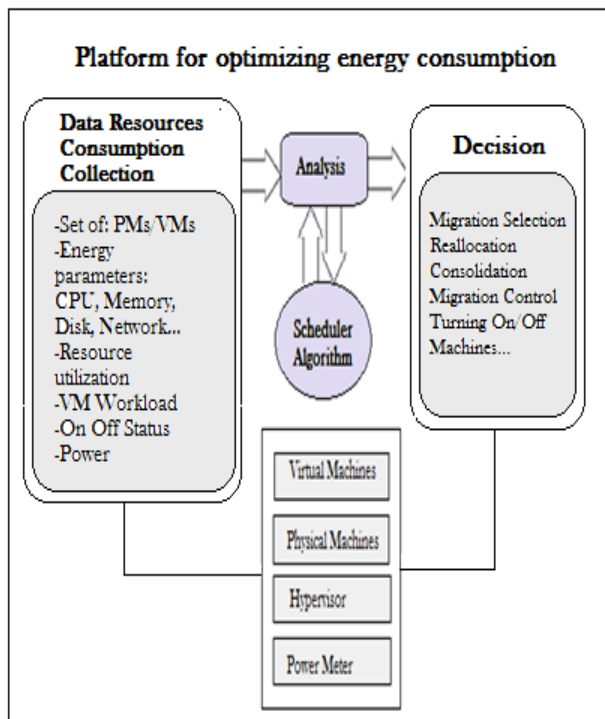 Platform for optimizing energy consumption
Data Resources
Consumption
Collection
-Set of: PMs/VMs
-Energy
parameters:
CPU, Memory,
Disk, Network...
-Resource
utilization
-VM Workload
-On Off Status
-Power
Analysis
Scheduler
Algorithm
Decision
Migration Selection
Reallocation
Consolidation
Migration Control
Turning On/Off
Machines...
Virtual Machines
Physical Machines
Hypervisor
Power Meter